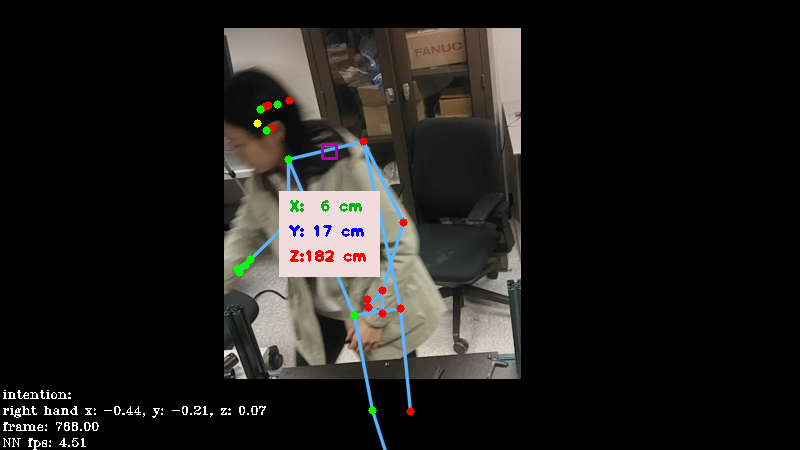 FANUC
X: 6 cm
Y: 17 cm
Z:182 cm
intention:
right hand x: -0.44, y: -0.21, z: 0.07
frame: 768.00
NN fps: 4.51